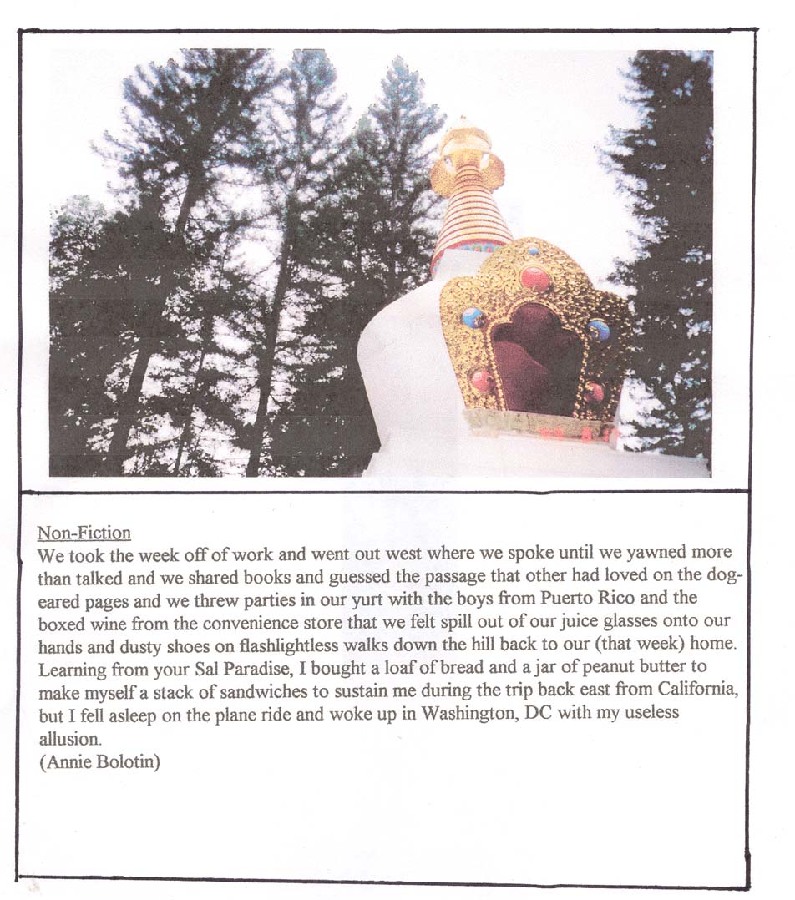 Non-Fiction
We took the week off of work and went out west where we spoke until we yawned more
than talked and we shared books and guessed the passage that other had loved on the dog-
eared pages and we threw parties in our yurt with the boys from Puerto Rico and the
boxed wine from the convenience store that we felt spill out of our juice glasses onto our
hands and dusty shoes on flashlightless walks down the hill back to our (that week) home.
Learning from your Sal Paradise, I bought a loaf of bread and a jar of peanut butter to
make myself a stack of sandwiches to sustain me during the trip back east from California,
but I fell asleep on the plane ride and woke up in Washington, DC with my useless
allusion.
(Annie Bolotin)